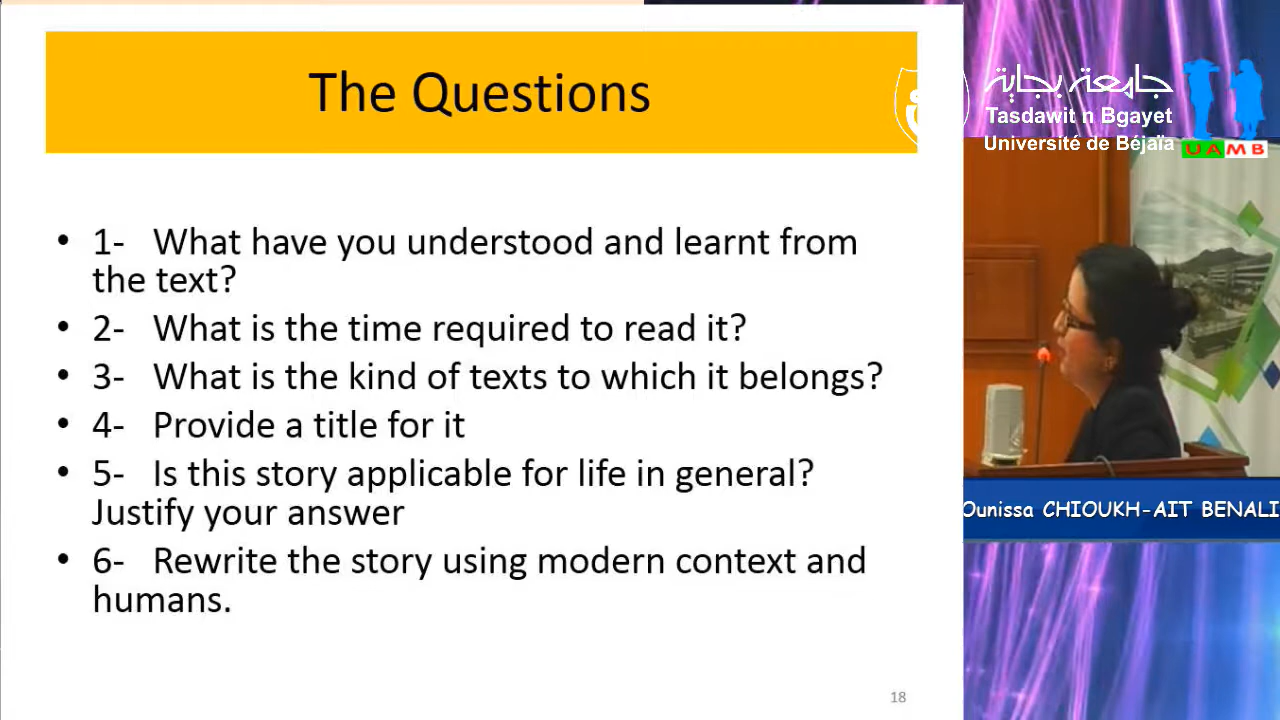 The Questions
جامعة بجاية
Tasdawit n Bgayet
Université de Béjaïa
UAMB
• 1- What have you understood and learnt from
the text?
• 2- What is the time required to read it?
• 3- What is the kind of texts to which it belongs?
• 4- Provide a title for it
• 5- Is this story applicable for life in general?
Justify your answer
• 6- Rewrite the story using modern context and
humans.
Ounissa CHIOUKH-AIT BENALI
18